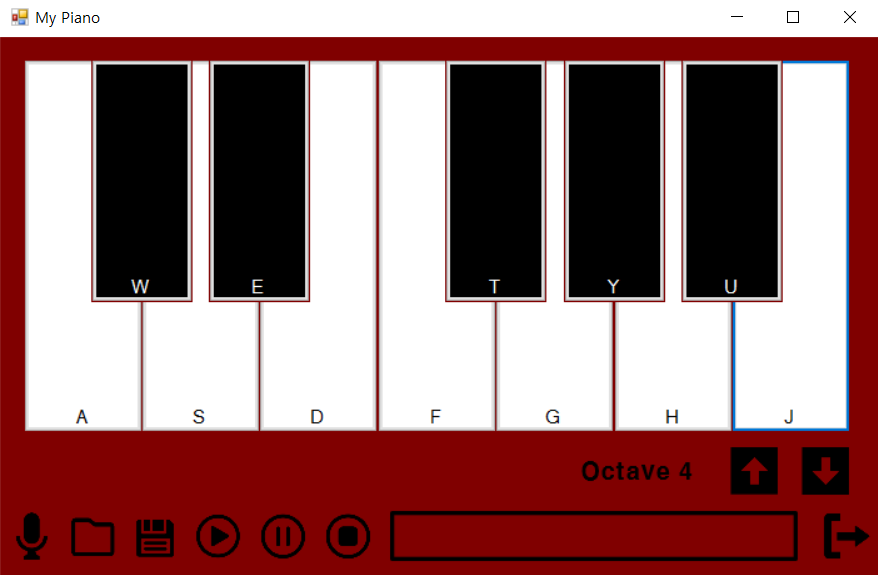 My Piano
W E T Y U
A S D F G H J
Octave 4